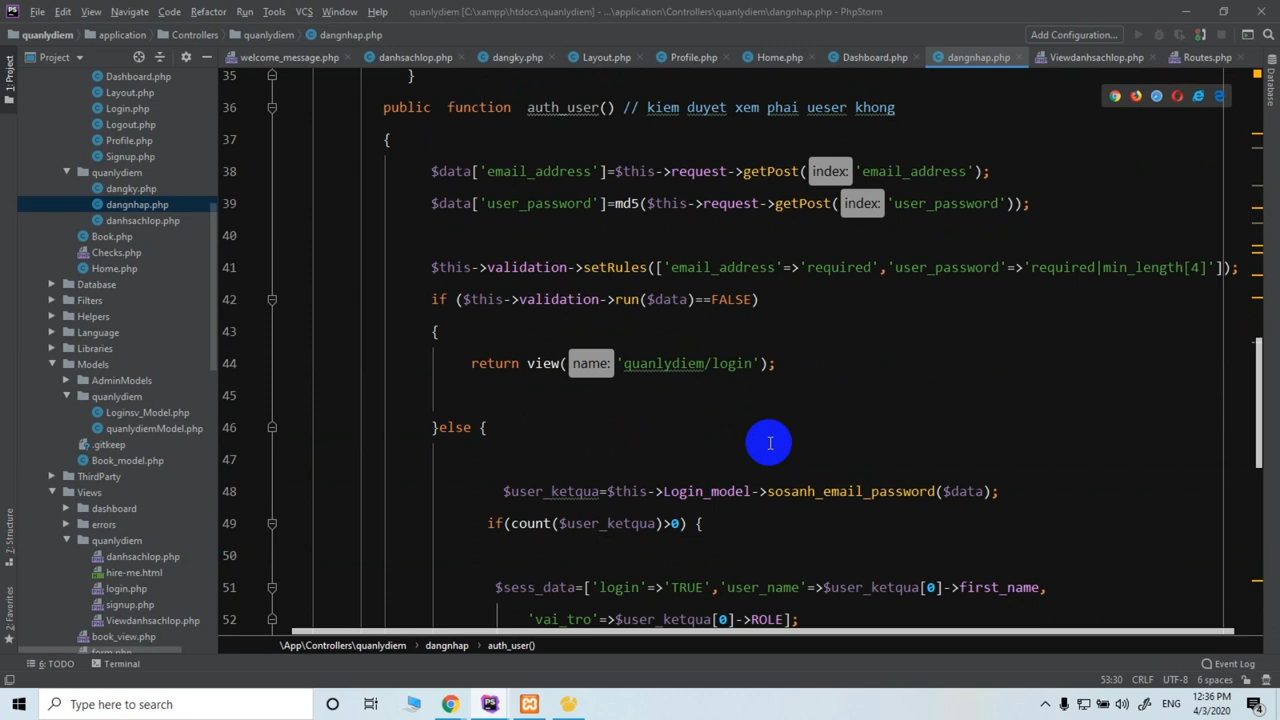 File Edit View Navigate Code Refactor Run Tools VCS Window Help quanlydiem [C:\xampp\htdocs\quanlydiem] - ...\application\Controllers\quanlydiem\dangnhap.php - PhpStorm
quanlydiem application Controllers quanlydiem dangnhap.php Add Configuration...
Project welcome_message.php danhsachlop.php dangky.php Layout.php Profile.php Home.php Dashboard.php dangnhap.php Viewdanhsachlop.php Routes.php
1: Project
Database
Dashboard.php
Layout.php
Login.php
Logout.php
Profile.php
Signup.php
quanlydiem
dangky.php
dangnhap.php
danhsachlop.php
Book.php
Checks.php
Home.php
Database
Filters
Helpers
Language
Libraries
Models
AdminModels
quanlydiem
Loginsv_Model.php
quanlydiemModel.php
.gitkeep
Book_model.php
ThirdParty
Views
dashboard
errors
quanlydiem
danhsachlop.php
hire-me.html
login.php
signup.php
Viewdanhsachlop.php
book_view.php
form.php
Z: Structure
2: Favorites
35 }
36 public function auth_user() // kiem duyet xem phai ueser khong
37 {
38 $data['email_address']=$this->request->getPost( index: 'email_address');
39 $data['user_password']=md5($this->request->getPost( index: 'user_password'));
40
41 $this->validation->setRules(['email_address'=>'required','user_password'=>'required|min_length[4]']);
42 if ($this->validation->run($data)==FALSE)
43 {
44 return view( name: 'quanlydiem/login');
45
46 }else {
47
48 $user_ketqua=$this->Login_model->sosanh_email_password($data);
49 if(count($user_ketqua)>0) {
50
51 $sess_data=['login'=>'TRUE','user_name'=>$user_ketqua[0]->first_name,
52 'vai_tro'=>$user_ketqua[0]->ROLE];
\App\Controllers\quanlydiem dangnhap auth_user()
6: TODO Terminal Event Log
53:30 CRLF UTF-8 6 spaces
Type here to search ENG 12:36 PM
4/3/2020 4